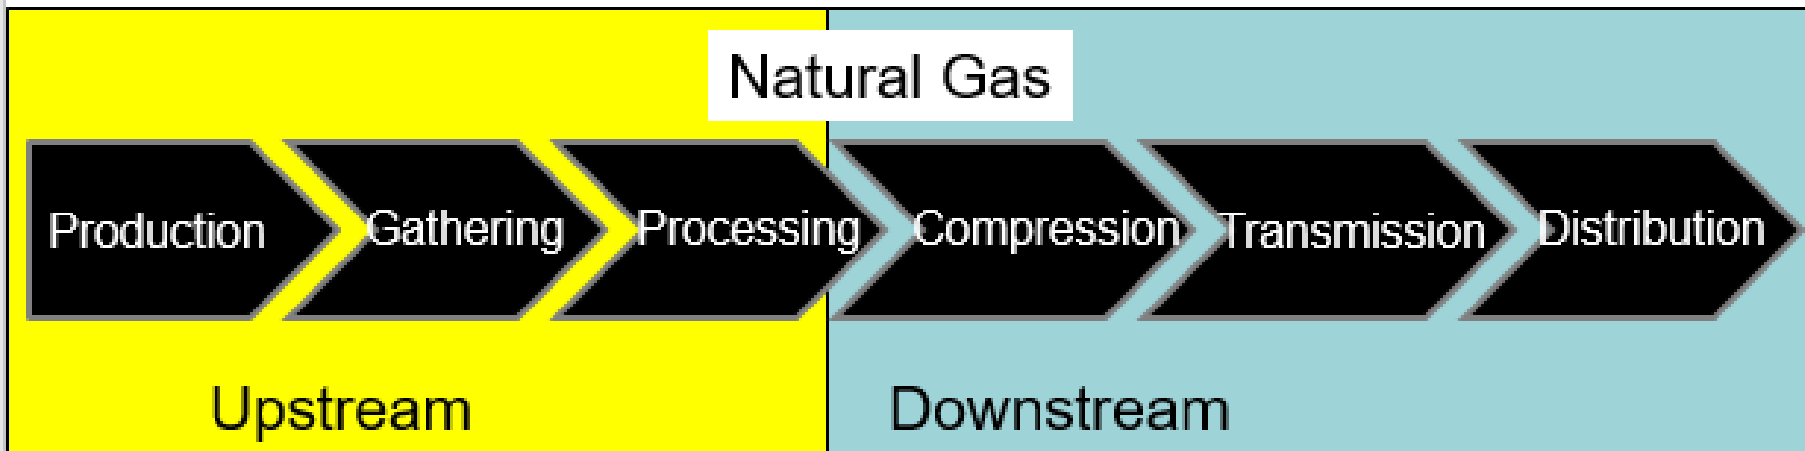 Natural Gas
Production Gathering Processing Compression Transmission Distribution
Upstream Downstream